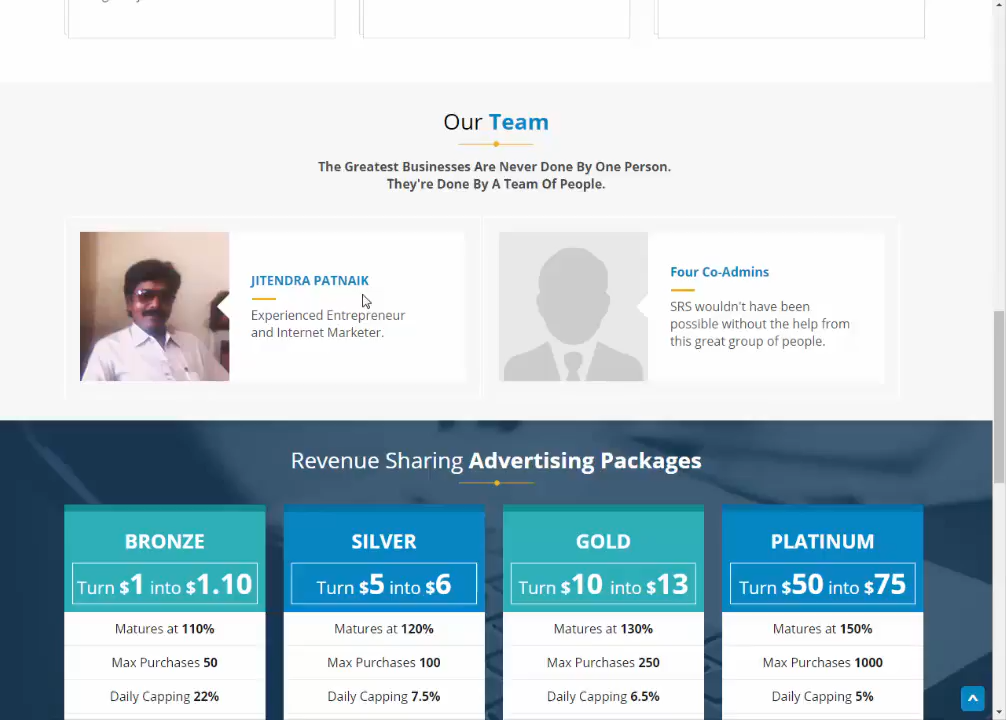 Our Team
The Greatest Businesses Are Never Done By One Person.
They're Done By A Team Of People.
JITENDRA PATNAIK
Experienced Entrepreneur
and Internet Marketer.
Four Co-Admins
SRS wouldn't have been
possible without the help from
this great group of people.
Revenue Sharing Advertising Packages
BRONZE
Turn $1 into $1.10
Matures at 110%
Max Purchases 50
Daily Capping 22%
SILVER
Turn $5 into $6
Matures at 120%
Max Purchases 100
Daily Capping 7.5%
GOLD
Turn $10 into $13
Matures at 130%
Max Purchases 250
Daily Capping 6.5%
PLATINUM
Turn $50 into $75
Matures at 150%
Max Purchases 1000
Daily Capping 5%